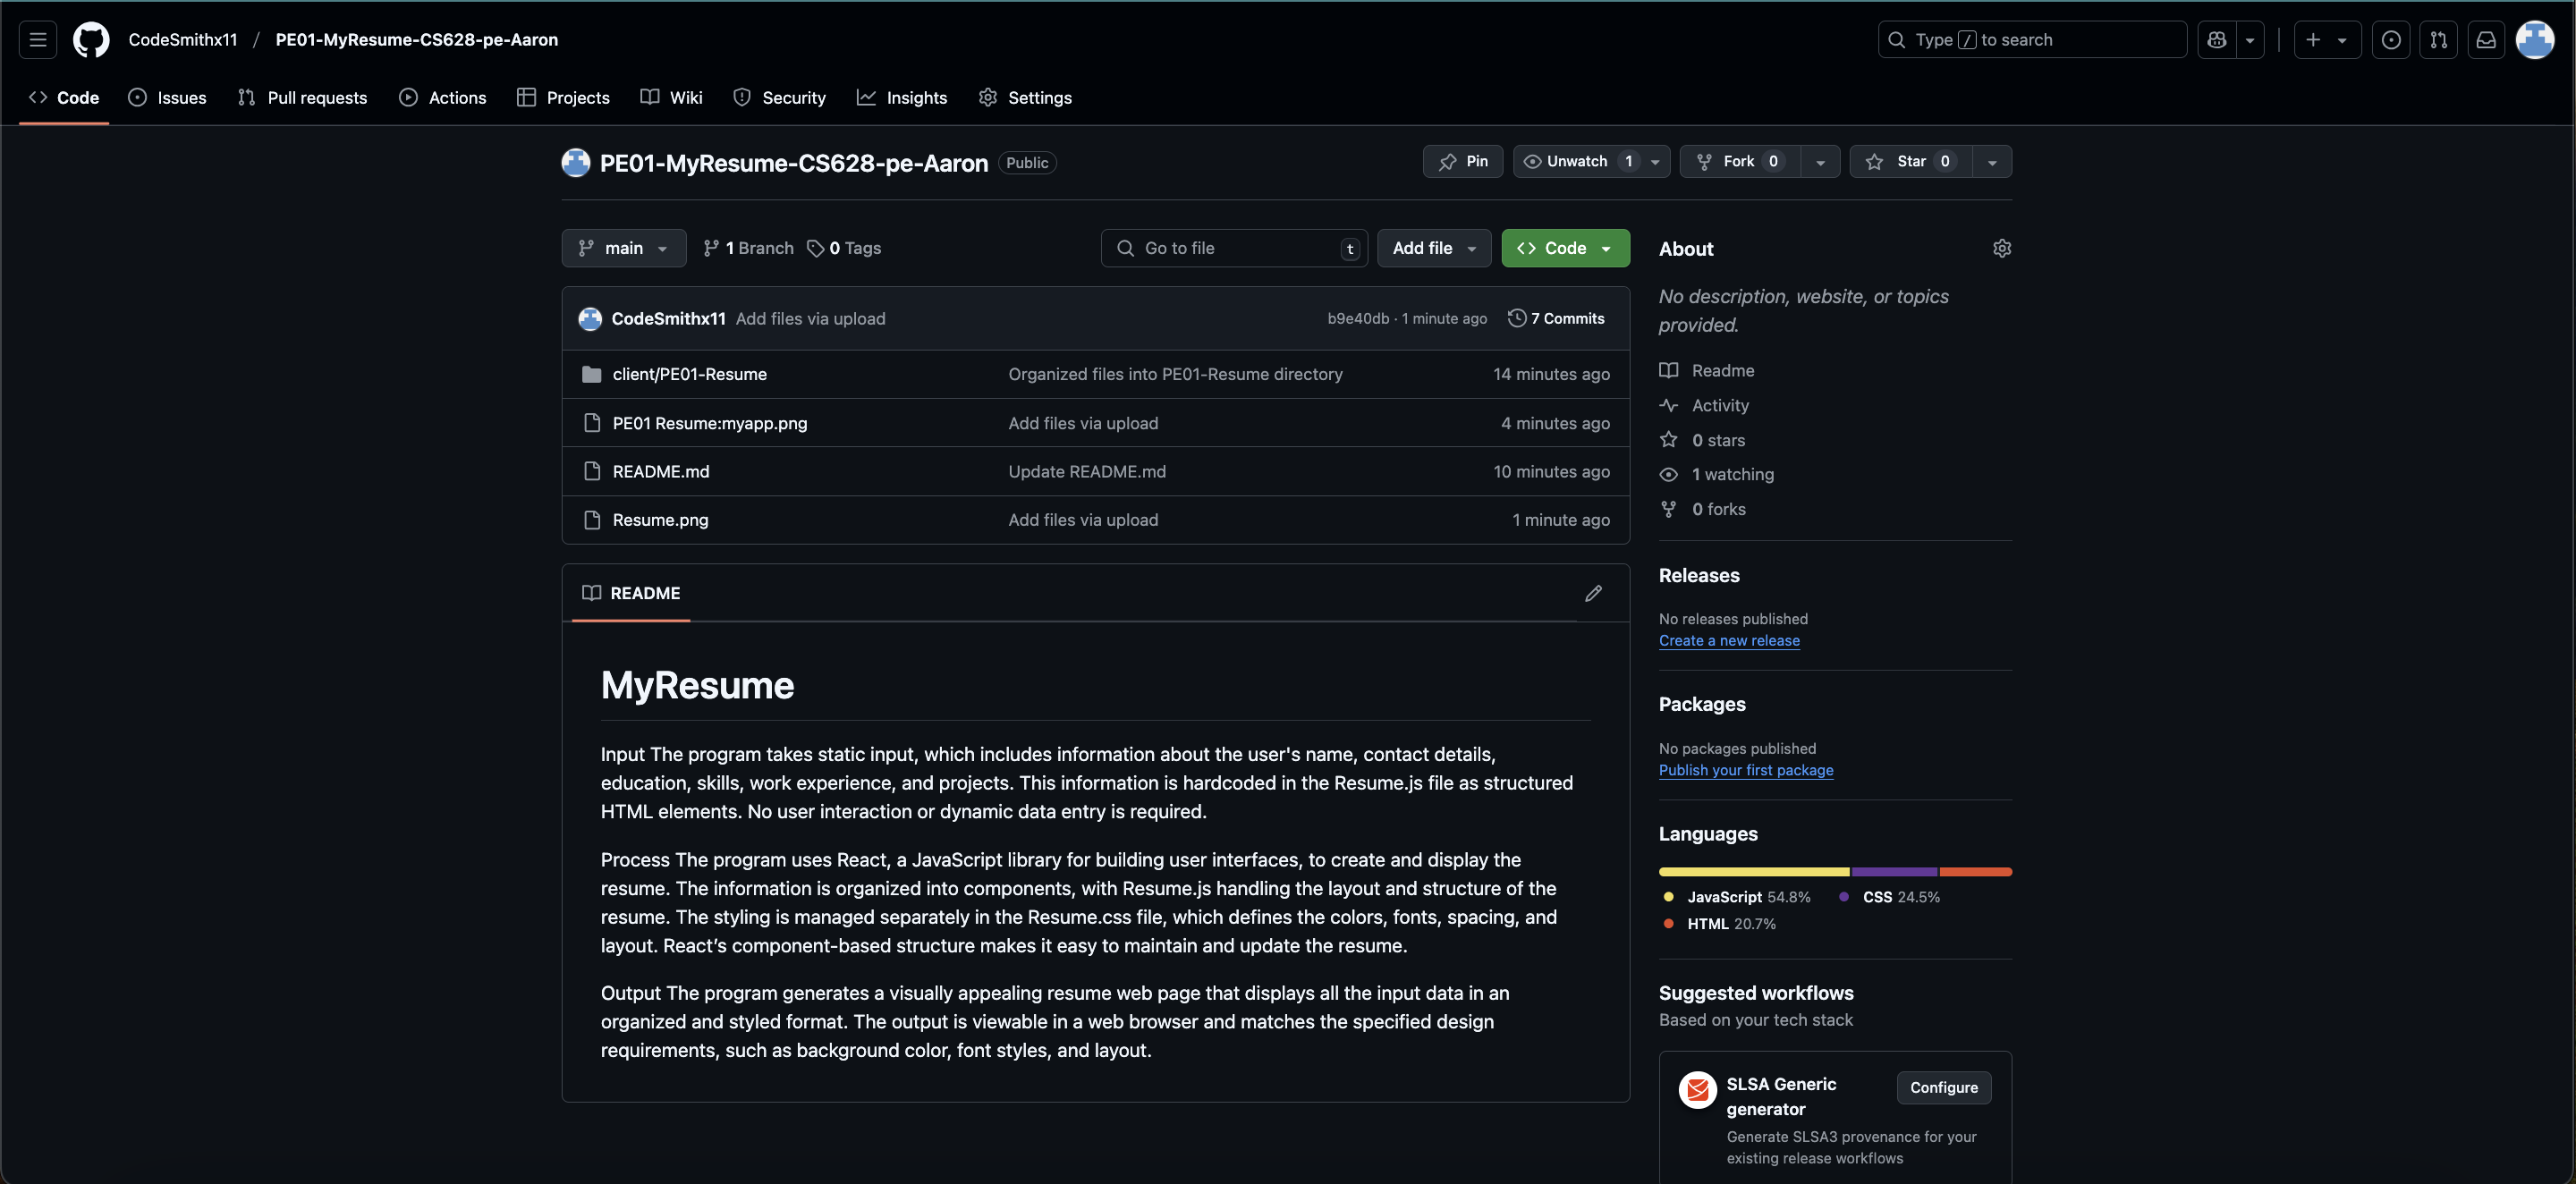 CodeSmithx11 / PE01-MyResume-CS628-pe-Aaron
Type / to search
Code
Issues
Pull requests
Actions
Projects
Wiki
Security
Insights
Settings
PE01-MyResume-CS628-pe-Aaron Public
Pin
Unwatch 1
Fork 0
Star 0
main
1 Branch
0 Tags
Go to file t
Add file
Code
CodeSmithx11 Add files via upload b9e40db · 1 minute ago 7 Commits
client/PE01-Resume Organized files into PE01-Resume directory 14 minutes ago
PE01 Resume:myapp.png Add files via upload 4 minutes ago
README.md Update README.md 10 minutes ago
Resume.png Add files via upload 1 minute ago
README
MyResume
Input The program takes static input, which includes information about the user's name, contact details,
education, skills, work experience, and projects. This information is hardcoded in the Resume.js file as structured
HTML elements. No user interaction or dynamic data entry is required.
Process The program uses React, a JavaScript library for building user interfaces, to create and display the
resume. The information is organized into components, with Resume.js handling the layout and structure of the
resume. The styling is managed separately in the Resume.css file, which defines the colors, fonts, spacing, and
layout. React’s component-based structure makes it easy to maintain and update the resume.
Output The program generates a visually appealing resume web page that displays all the input data in an
organized and styled format. The output is viewable in a web browser and matches the specified design
requirements, such as background color, font styles, and layout.
About
No description, website, or topics
provided.
Readme
Activity
0 stars
1 watching
0 forks
Releases
No releases published
Create a new release
Packages
No packages published
Publish your first package
Languages
JavaScript 54.8% CSS 24.5%
HTML 20.7%
Suggested workflows
Based on your tech stack
SLSA Generic
generator
Configure
Generate SLSA3 provenance for your
existing release workflows